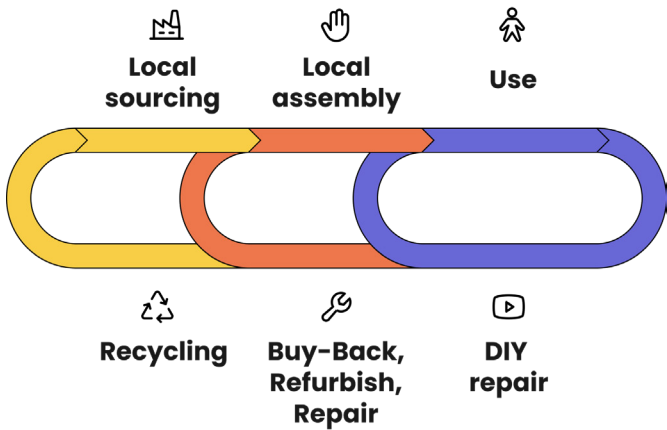 Local
sourcing
Local
assembly
Use
Recycling
Buy-Back,
Refurbish,
Repair
DIY
repair